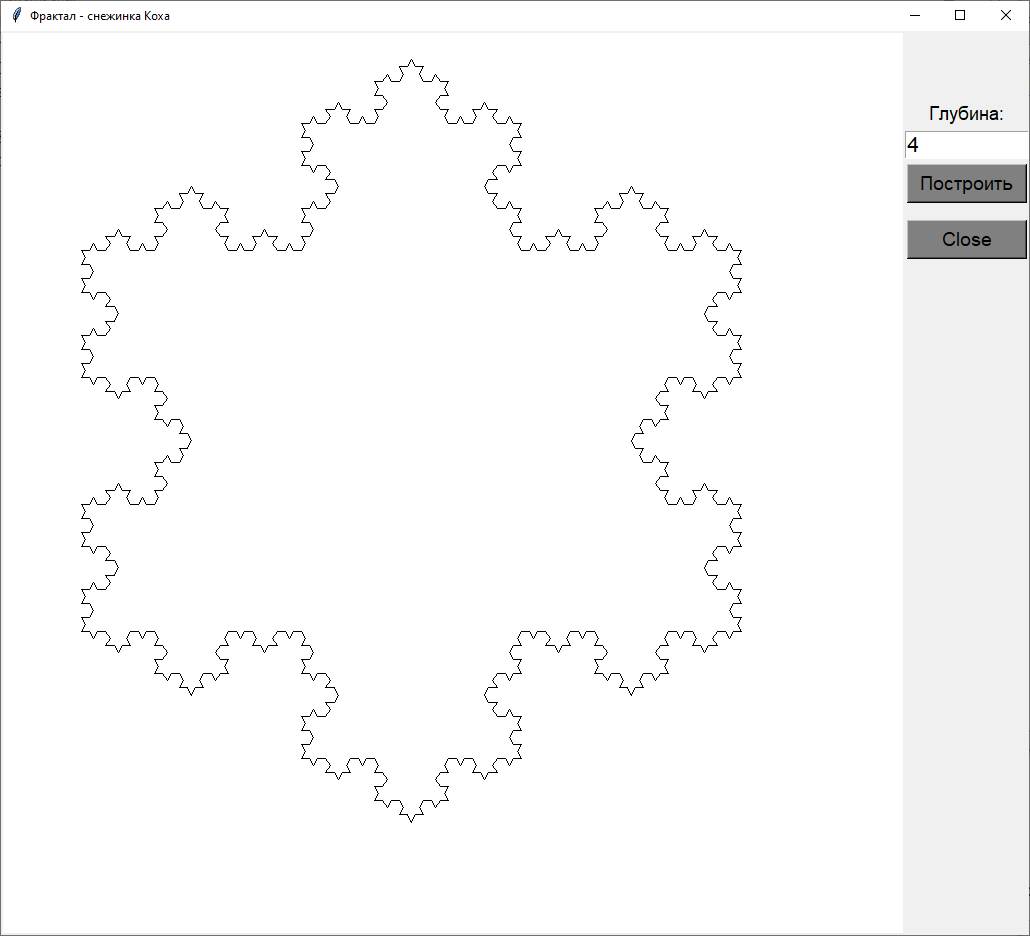 Фрактал - снежинка Коха
Глубина:
4
Построить
Close